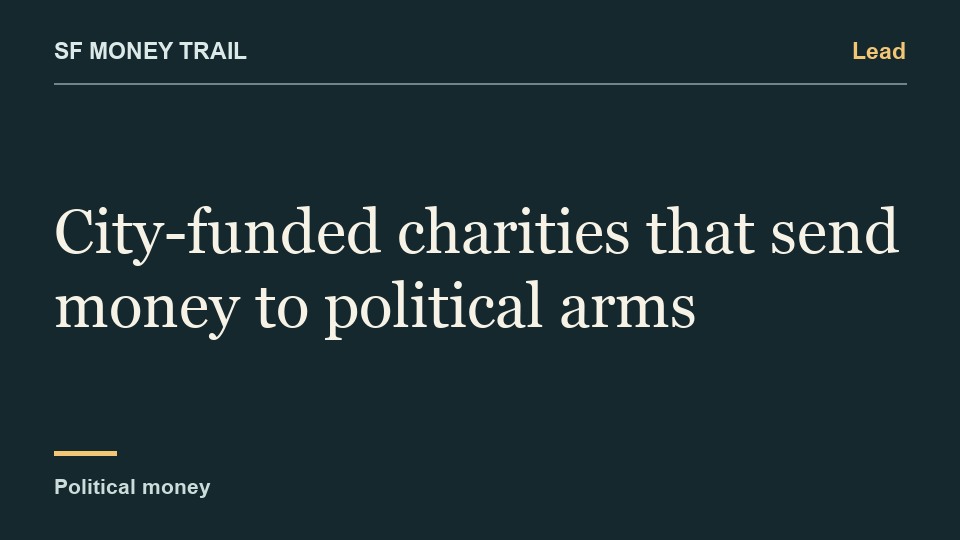 SF MONEY TRAIL
Lead
City-funded charities that send
money to political arms
Political money